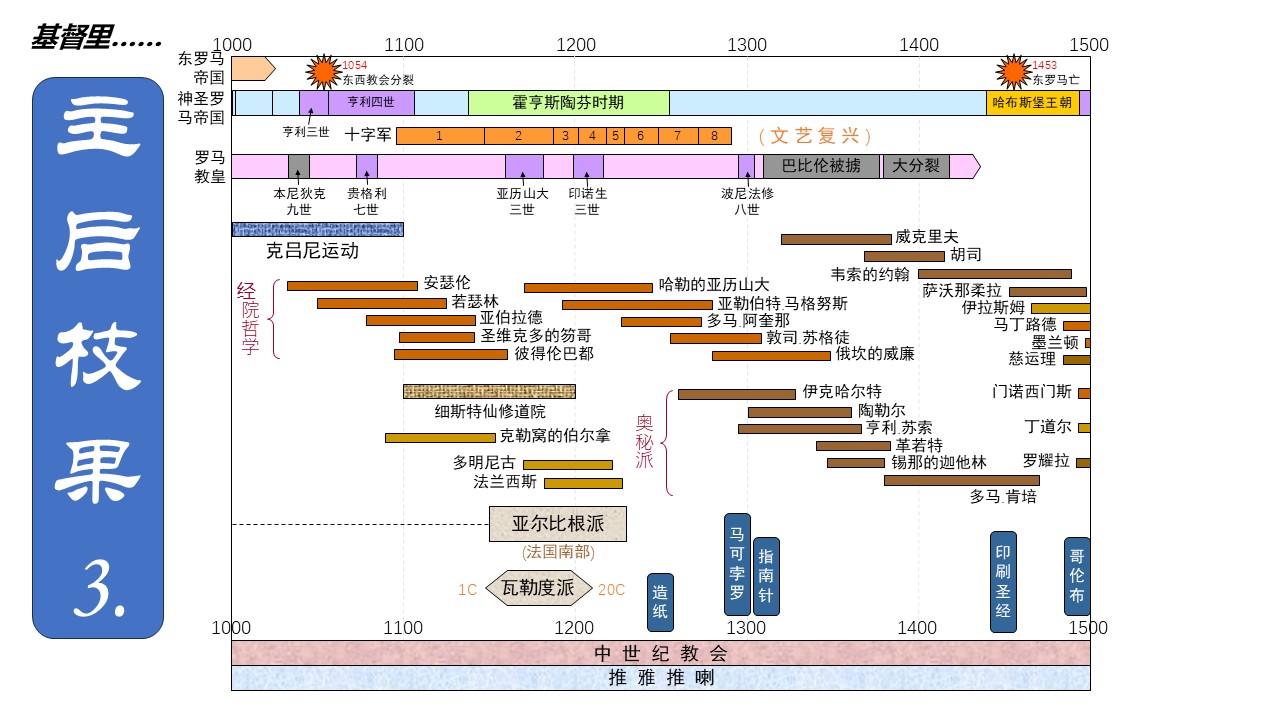 基督里......
主后枝果3.
1000 1100 1200 1300 1400 1500
东罗马
帝国
1054
东西教会分裂
1453
东罗马亡
神圣罗
马帝国
亨利四世
霍亨斯陶芬时期
哈布斯堡王朝
亨利三世
十字军
1 2 3 4 5 6 7 8
(文艺复兴)
罗马
教皇
巴比伦被掳
大分裂
本尼狄克
九世
贵格利
七世
亚历山大
三世
印诺生
三世
波尼法修
八世
克吕尼运动
威克里夫
胡司
韦索的约翰
萨沃那柔拉
伊拉斯姆
马丁路德
墨兰顿
慈运理
经院哲学
安瑟伦
若瑟林
亚伯拉德
圣维克多的笏哥
彼得伦巴都
哈勒的亚历山大
亚勒伯特.马格努斯
多马.阿奎那
敦司.苏格徒
俄坎的威廉
细斯特仙修道院
克勒窝的伯尔拿
多明尼古
法兰西斯
奥秘派
伊克哈尔特
陶勒尔
亨利.苏索
革若特
锡那的迦他林
多马.肯培
门诺西门斯
丁道尔
罗耀拉
亚尔比根派
(法国南部)
1C
瓦勒度派
20C
造纸
马可孛罗
指南针
印刷圣经
哥伦布
1000 1100 1200 1300 1400 1500
中世纪教会
推雅推喇